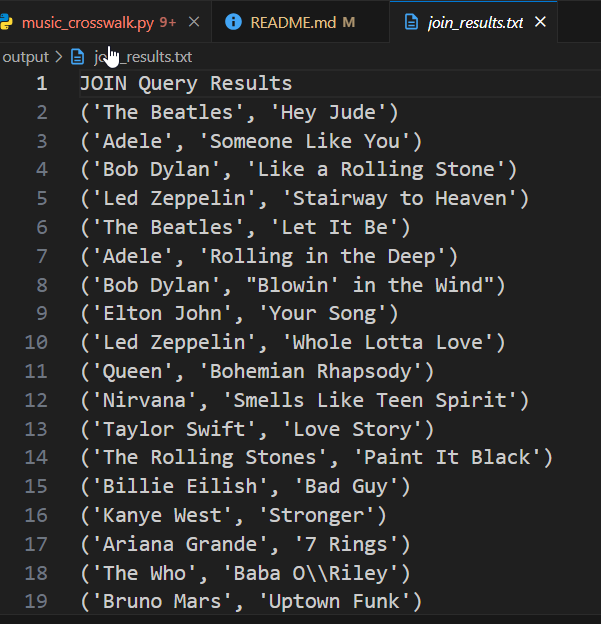 music_crosswalk.py 9+ README.md M join_results.txt
output > join_results.txt
1 JOIN Query Results
2 ('The Beatles', 'Hey Jude')
3 ('Adele', 'Someone Like You')
4 ('Bob Dylan', 'Like a Rolling Stone')
5 ('Led Zeppelin', 'Stairway to Heaven')
6 ('The Beatles', 'Let It Be')
7 ('Adele', 'Rolling in the Deep')
8 ('Bob Dylan', "Blowin' in the Wind")
9 ('Elton John', 'Your Song')
10 ('Led Zeppelin', 'Whole Lotta Love')
11 ('Queen', 'Bohemian Rhapsody')
12 ('Nirvana', 'Smells Like Teen Spirit')
13 ('Taylor Swift', 'Love Story')
14 ('The Rolling Stones', 'Paint It Black')
15 ('Billie Eilish', 'Bad Guy')
16 ('Kanye West', 'Stronger')
17 ('Ariana Grande', '7 Rings')
18 ('The Who', 'Baba O\\Riley')
19 ('Bruno Mars', 'Uptown Funk')